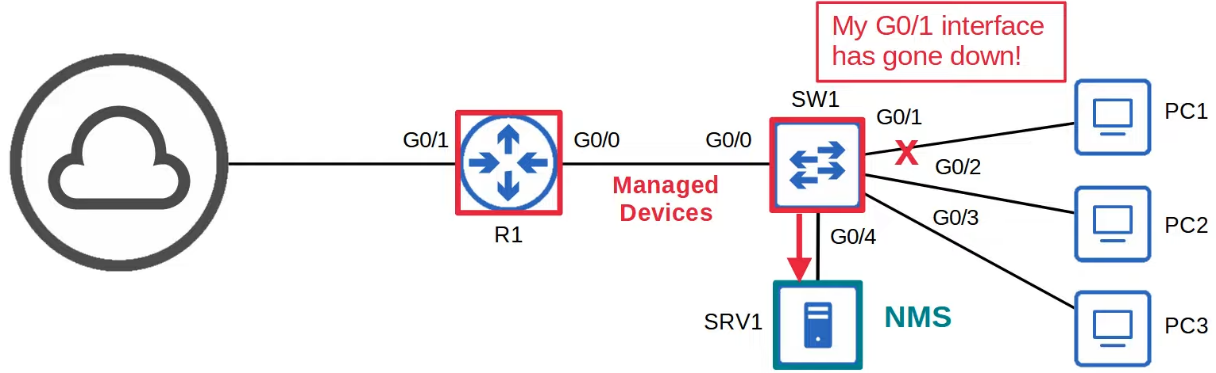 My G0/1 interface
has gone down!
SW1
G0/1
PC1
G0/1
G0/0
G0/0
G0/2
Managed
Devices
G0/3
PC2
R1
G0/4
SRV1
NMS
PC3